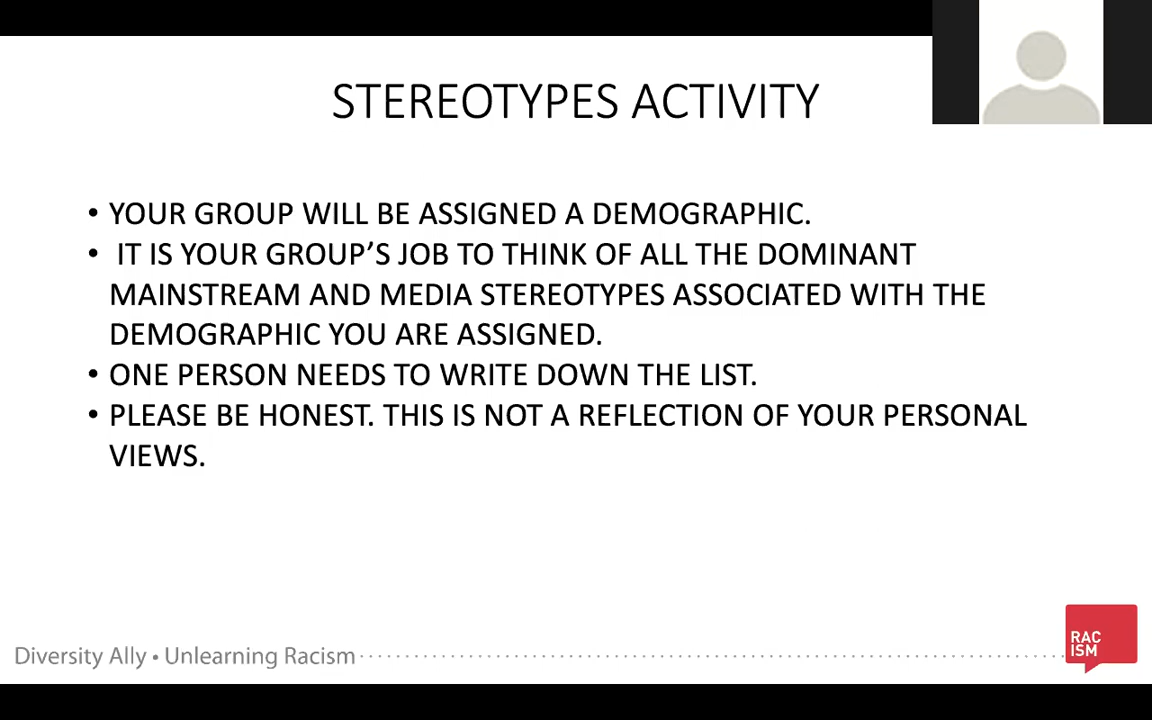 STEREOTYPES ACTIVITY
• YOUR GROUP WILL BE ASSIGNED A DEMOGRAPHIC.
• IT IS YOUR GROUP’S JOB TO THINK OF ALL THE DOMINANT
MAINSTREAM AND MEDIA STEREOTYPES ASSOCIATED WITH THE
DEMOGRAPHIC YOU ARE ASSIGNED.
• ONE PERSON NEEDS TO WRITE DOWN THE LIST.
• PLEASE BE HONEST. THIS IS NOT A REFLECTION OF YOUR PERSONAL
VIEWS.
RAC
ISM
Diversity Ally • Unlearning Racism